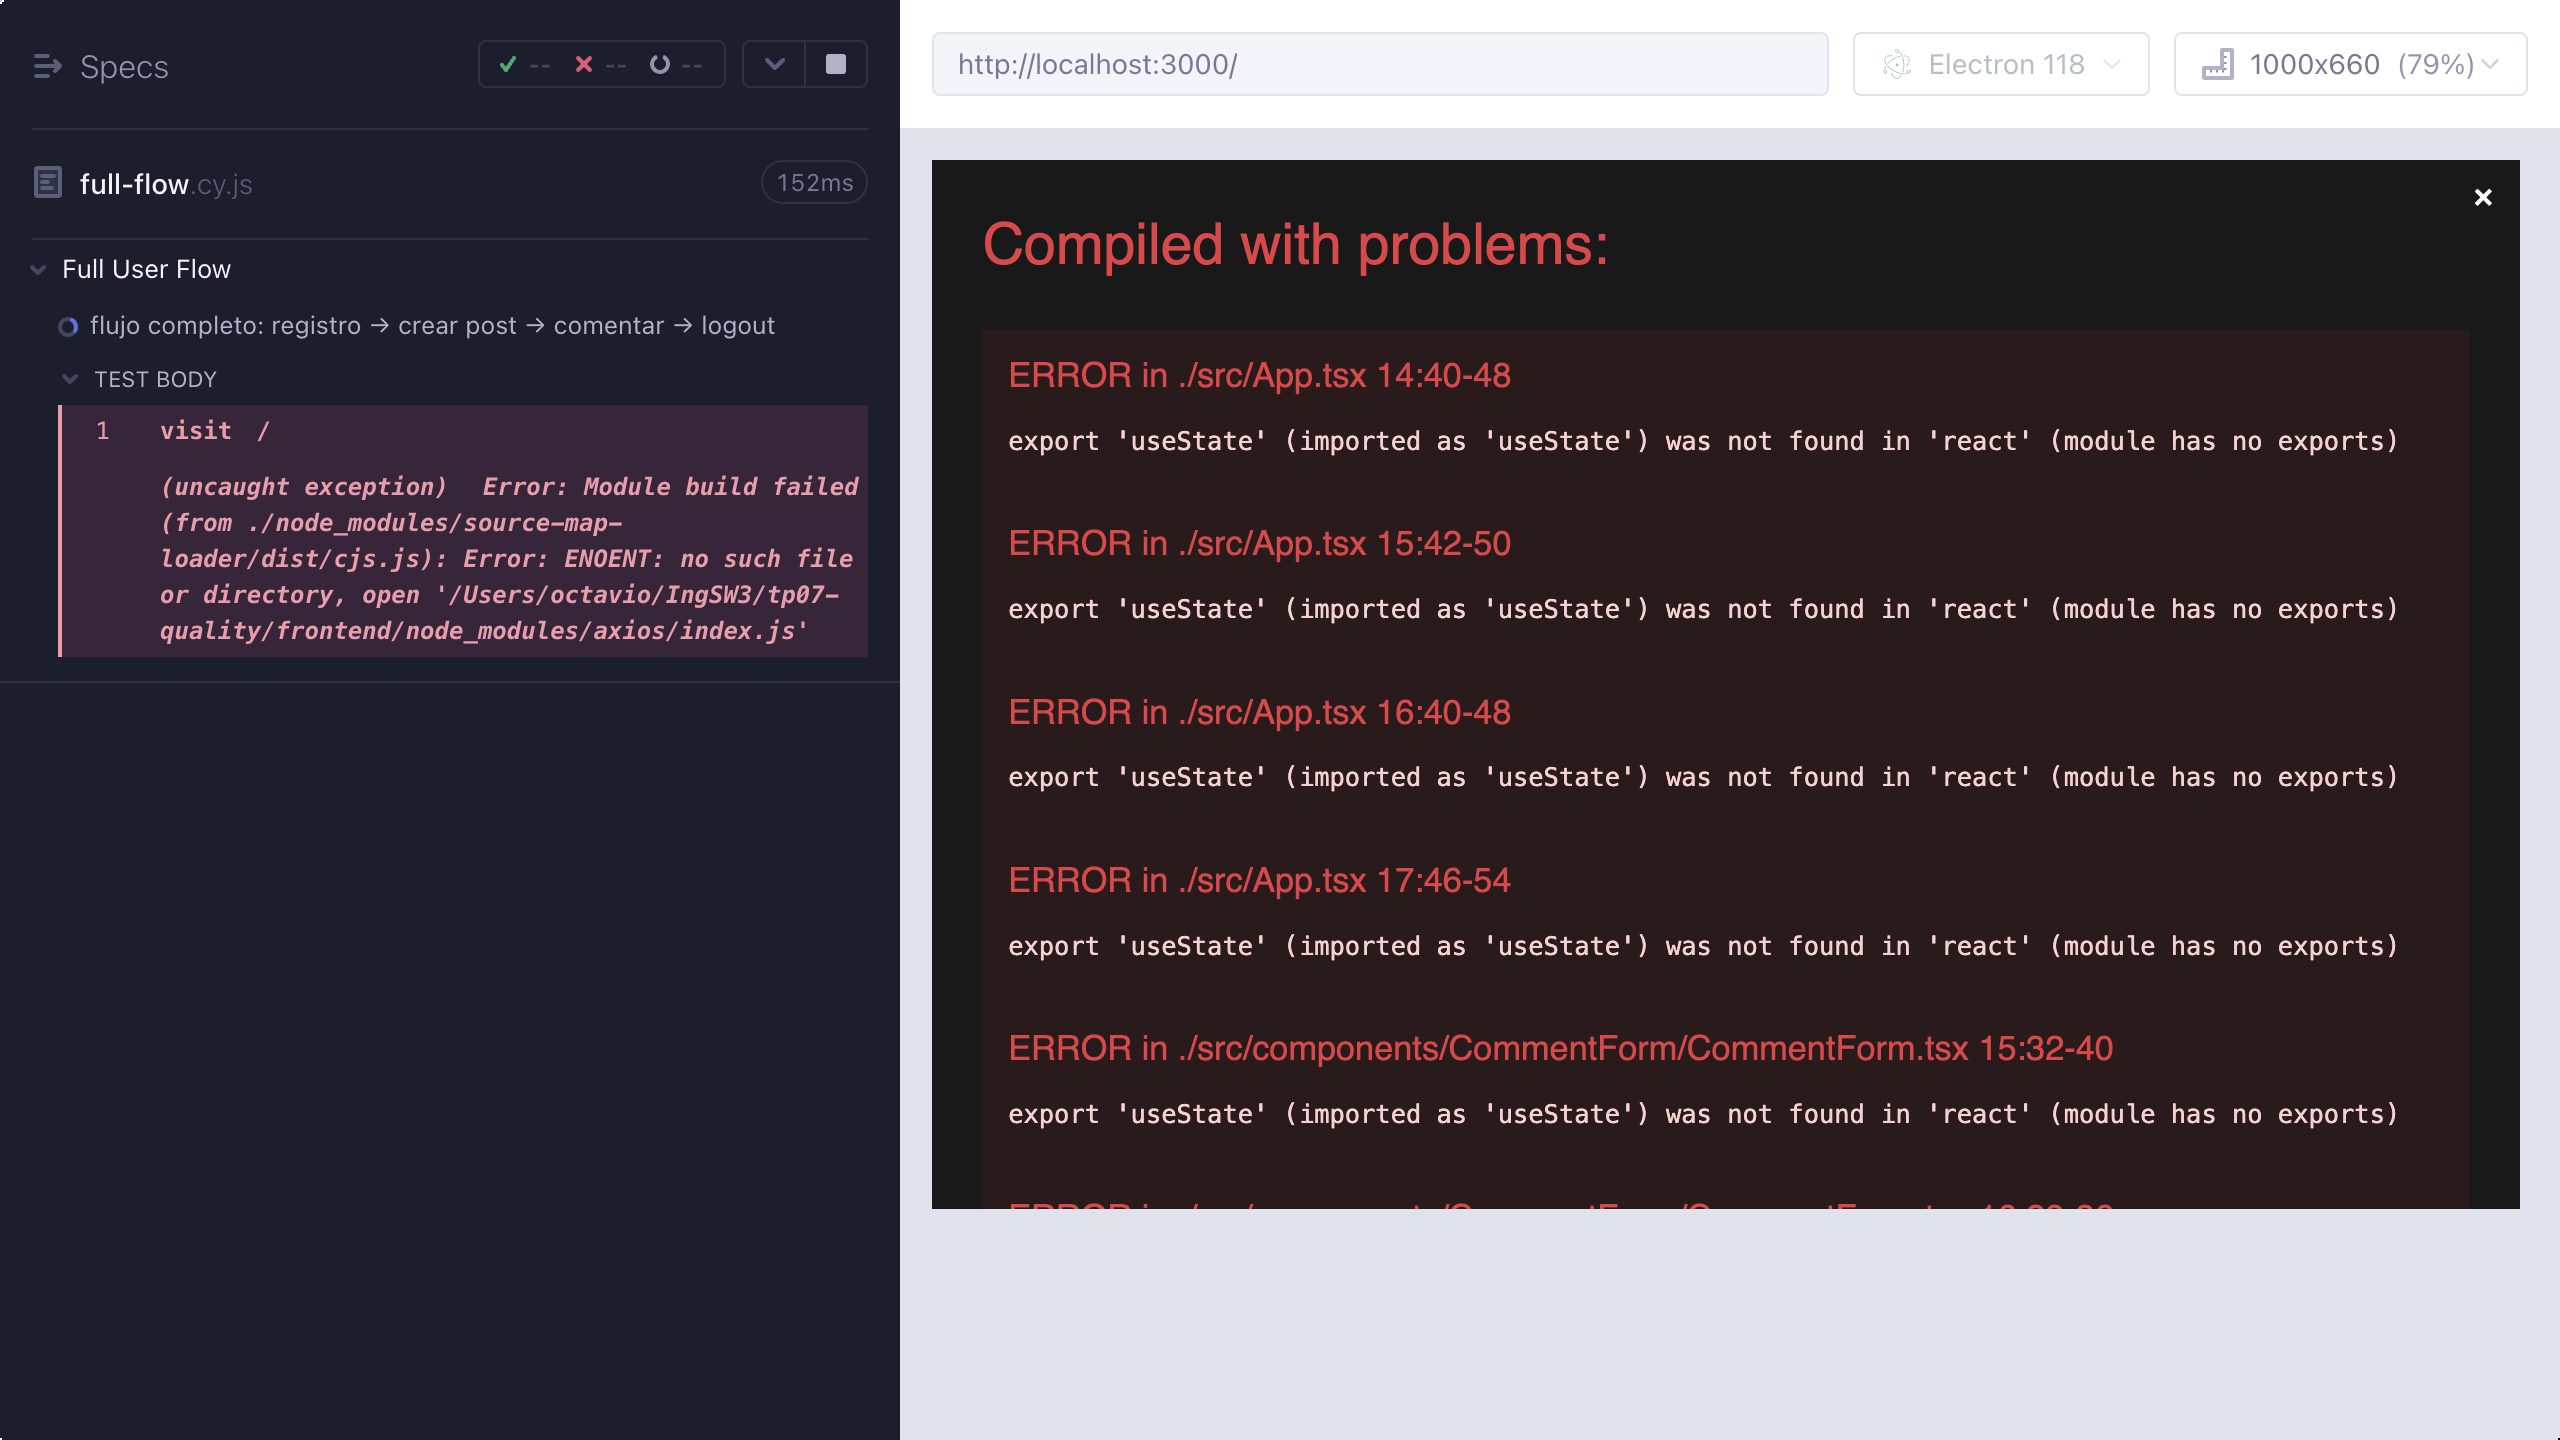 Specs
--
--
--
full-flow.cy.js
152ms
Full User Flow
flujo completo: registro → crear post → comentar → logout
TEST BODY
1 visit /
(uncaught exception) Error: Module build failed
(from ./node_modules/source-map-
loader/dist/cjs.js): Error: ENOENT: no such file
or directory, open '/Users/octavio/IngSW3/tp07-
quality/frontend/node_modules/axios/index.js'
http://localhost:3000/
Electron 118
1000x660 (79%)
Compiled with problems:
ERROR in ./src/App.tsx 14:40-48
export 'useState' (imported as 'useState') was not found in 'react' (module has no exports)
ERROR in ./src/App.tsx 15:42-50
export 'useState' (imported as 'useState') was not found in 'react' (module has no exports)
ERROR in ./src/App.tsx 16:40-48
export 'useState' (imported as 'useState') was not found in 'react' (module has no exports)
ERROR in ./src/App.tsx 17:46-54
export 'useState' (imported as 'useState') was not found in 'react' (module has no exports)
ERROR in ./src/components/CommentForm/CommentForm.tsx 15:32-40
export 'useState' (imported as 'useState') was not found in 'react' (module has no exports)